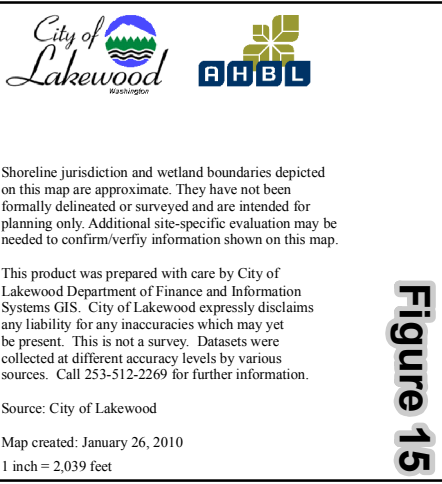 City of
Lakewood
Washington
AHBL
Shoreline jurisdiction and wetland boundaries depicted
on this map are approximate. They have not been
formally delineated or surveyed and are intended for
planning only. Additional site-specific evaluation may be
needed to confirm/verfiy information shown on this map.
This product was prepared with care by City of
Lakewood Department of Finance and Information
Systems GIS. City of Lakewood expressly disclaims
any liability for any inaccuracies which may yet
be present. This is not a survey. Datasets were
collected at different accuracy levels by various
sources. Call 253-512-2269 for further information.
Source: City of Lakewood
Map created: January 26, 2010
1 inch = 2,039 feet
Figure 15